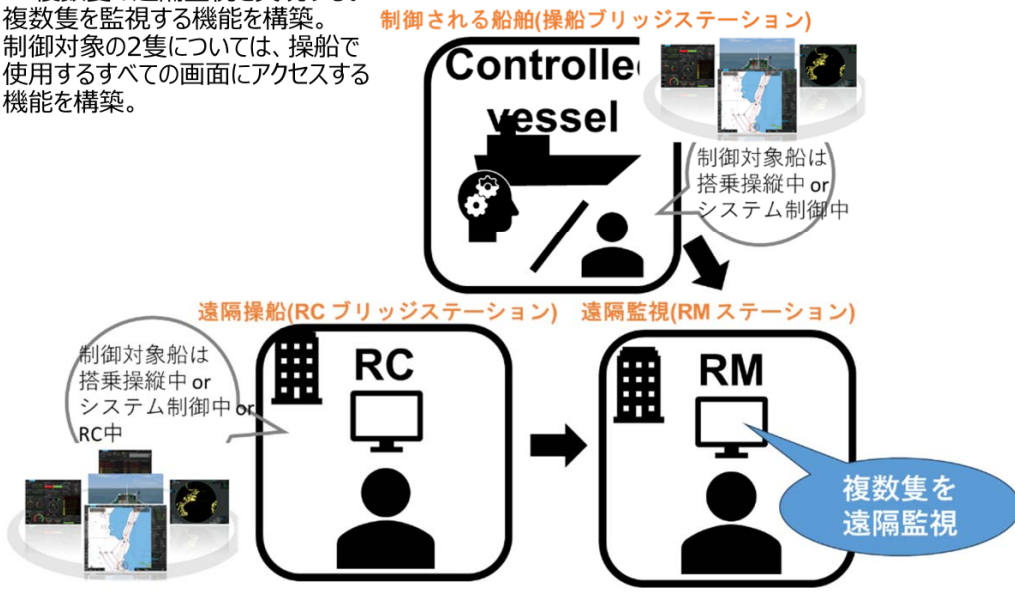 複数隻を監視する機能を構築。
制御対象の2隻については、操船で
使用するすべての画面にアクセスする
機能を構築。
制御される船舶(操船ブリッジステーション)
Controlle
vessel
制御対象船は
搭乗操縦中 or
システム制御中
遠隔操船(RC ブリッジステーション)
遠隔監視(RM ステーション)
制御対象船は
搭乗操縦中 or
システム制御中 or
RC中
RC
RM
複数隻を
遠隔監視